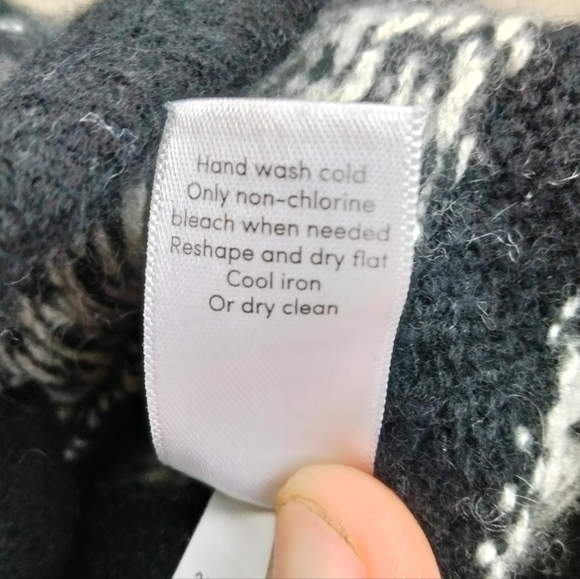 Hand wash cold
Only non-chlorine
bleach when needed
Reshape and dry flat
Cool iron
Or dry clean